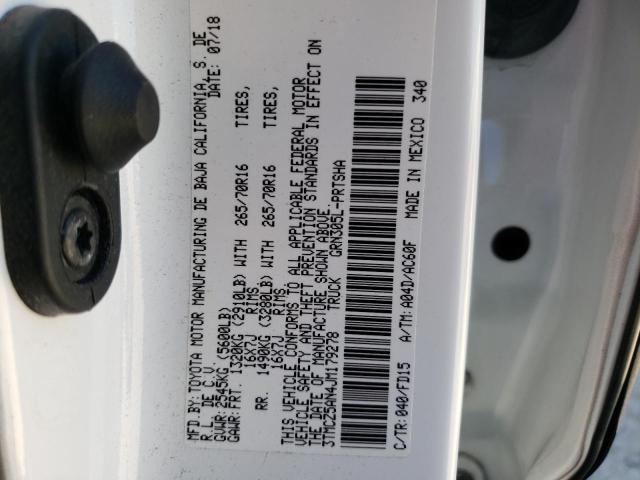 MFD.BY:TOYOTA MOTOR MANUFACTURING DE BAJA CALIFORNIA S. DE
R.L. DE C.V. DATE: 07/18
GVWR: 2545KG (5600LB)
GAWR:FRT. 1320KG (2910LB) WITH 265/70R16 TIRES,
16X7J RIMS
RR. 1490KG (3280LB) WITH 265/70R16 TIRES,
16X7J RIMS
THIS VEHICLE CONFORMS TO ALL APPLICABLE FEDERAL MOTOR
VEHICLE SAFETY AND THEFT PREVENTION STANDARDS IN EFFECT ON
THE DATE OF MANUFACTURE SHOWN ABOVE.
3TMCZ5AN4JM179278 TRUCK GRN305L-PRTSHA
C/TR: 040/FD15 A/TM: A04D/AC60F MADE IN MEXICO 340